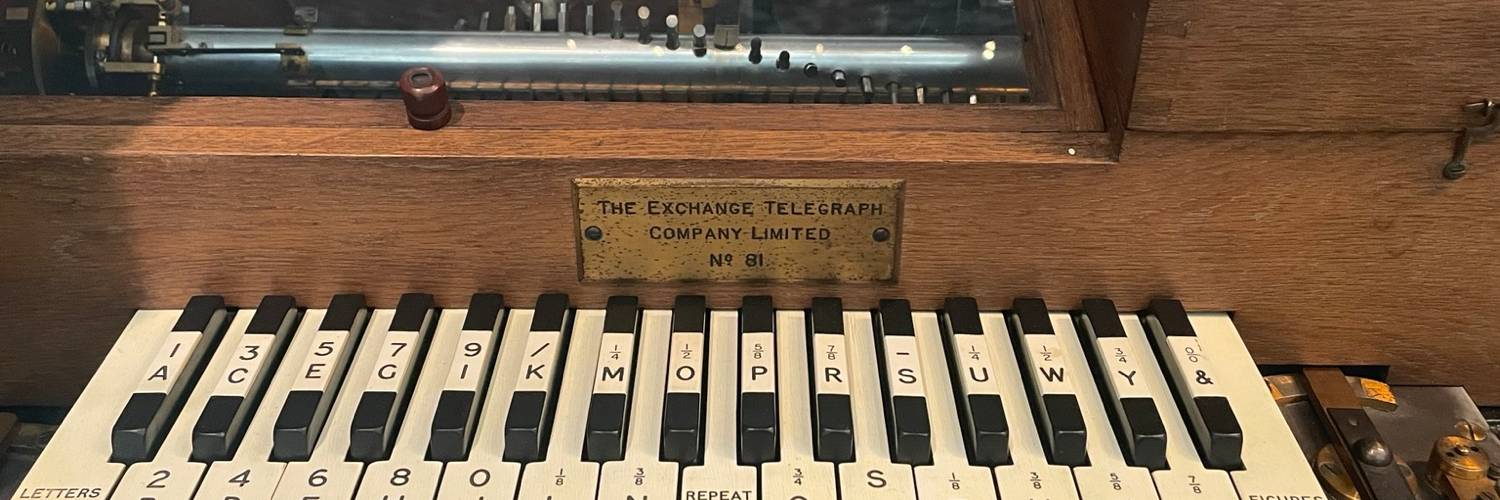 THE EXCHANGE TELEGRAPH
COMPANY LIMITED
Nº 81.
1 3 5 7 9 / 1/4 1/2 5/8 7/8 – 1/4 1/2 3/4 0/0
A C E G I K M O P R S U W Y &
2 4 6 8 0 1/8 3/8 3/4 S 1/8 3/8 5/8 7/8
LETTERS REPEAT FIGURES